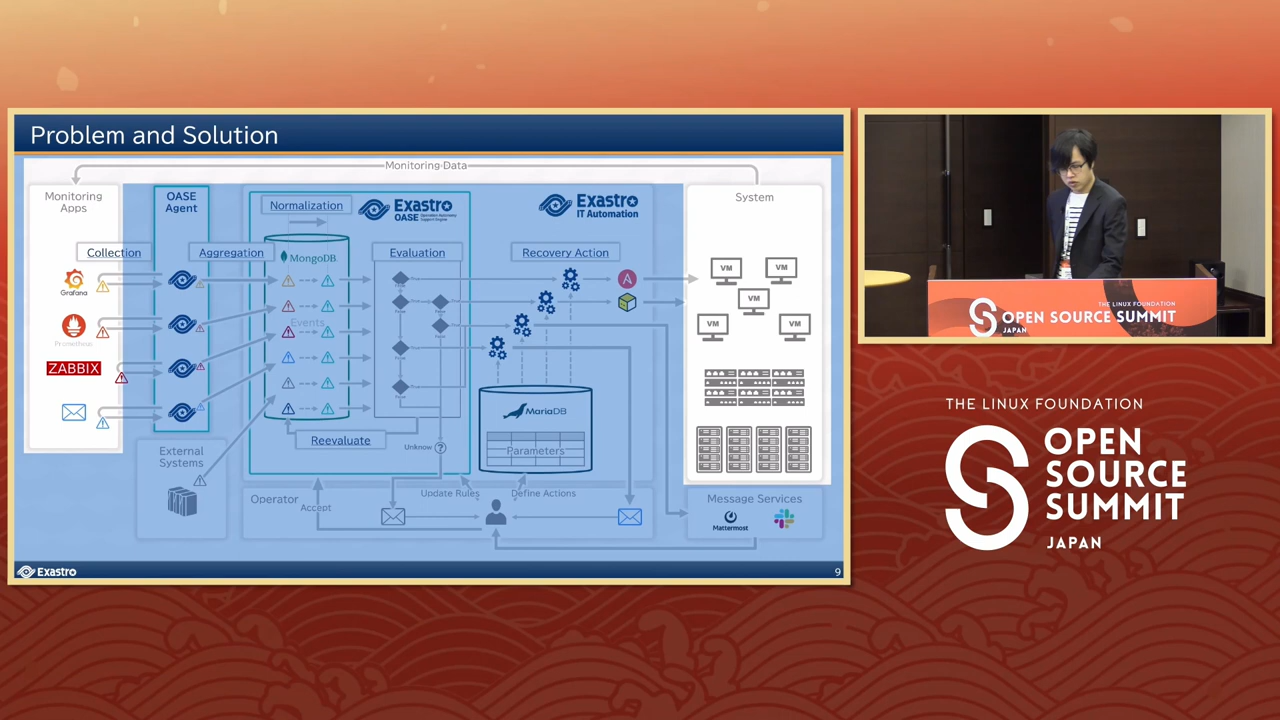 Problem and Solution
Monitoring Data
Monitoring
Apps
OASE
Agent
Normalization
Exastro
OASE
Exastro
IT Automation
System
Collection
Aggregation
MongoDB
Evaluation
Recovery Action
Grafana
Prometheus
ZABBIX
Events
VM
VM
VM
VM
VM
MariaDB
Parameters
Reevaluate
Unknow
?
External
Systems
Operator
Accept
Update Rules
Define Actions
Message Services
Mattermost
Exastro
9
THE LINUX FOUNDATION
OPEN SOURCE SUMMIT
JAPAN
THE LINUX FOUNDATION
OPEN
SOURCE
SUMMIT
JAPAN